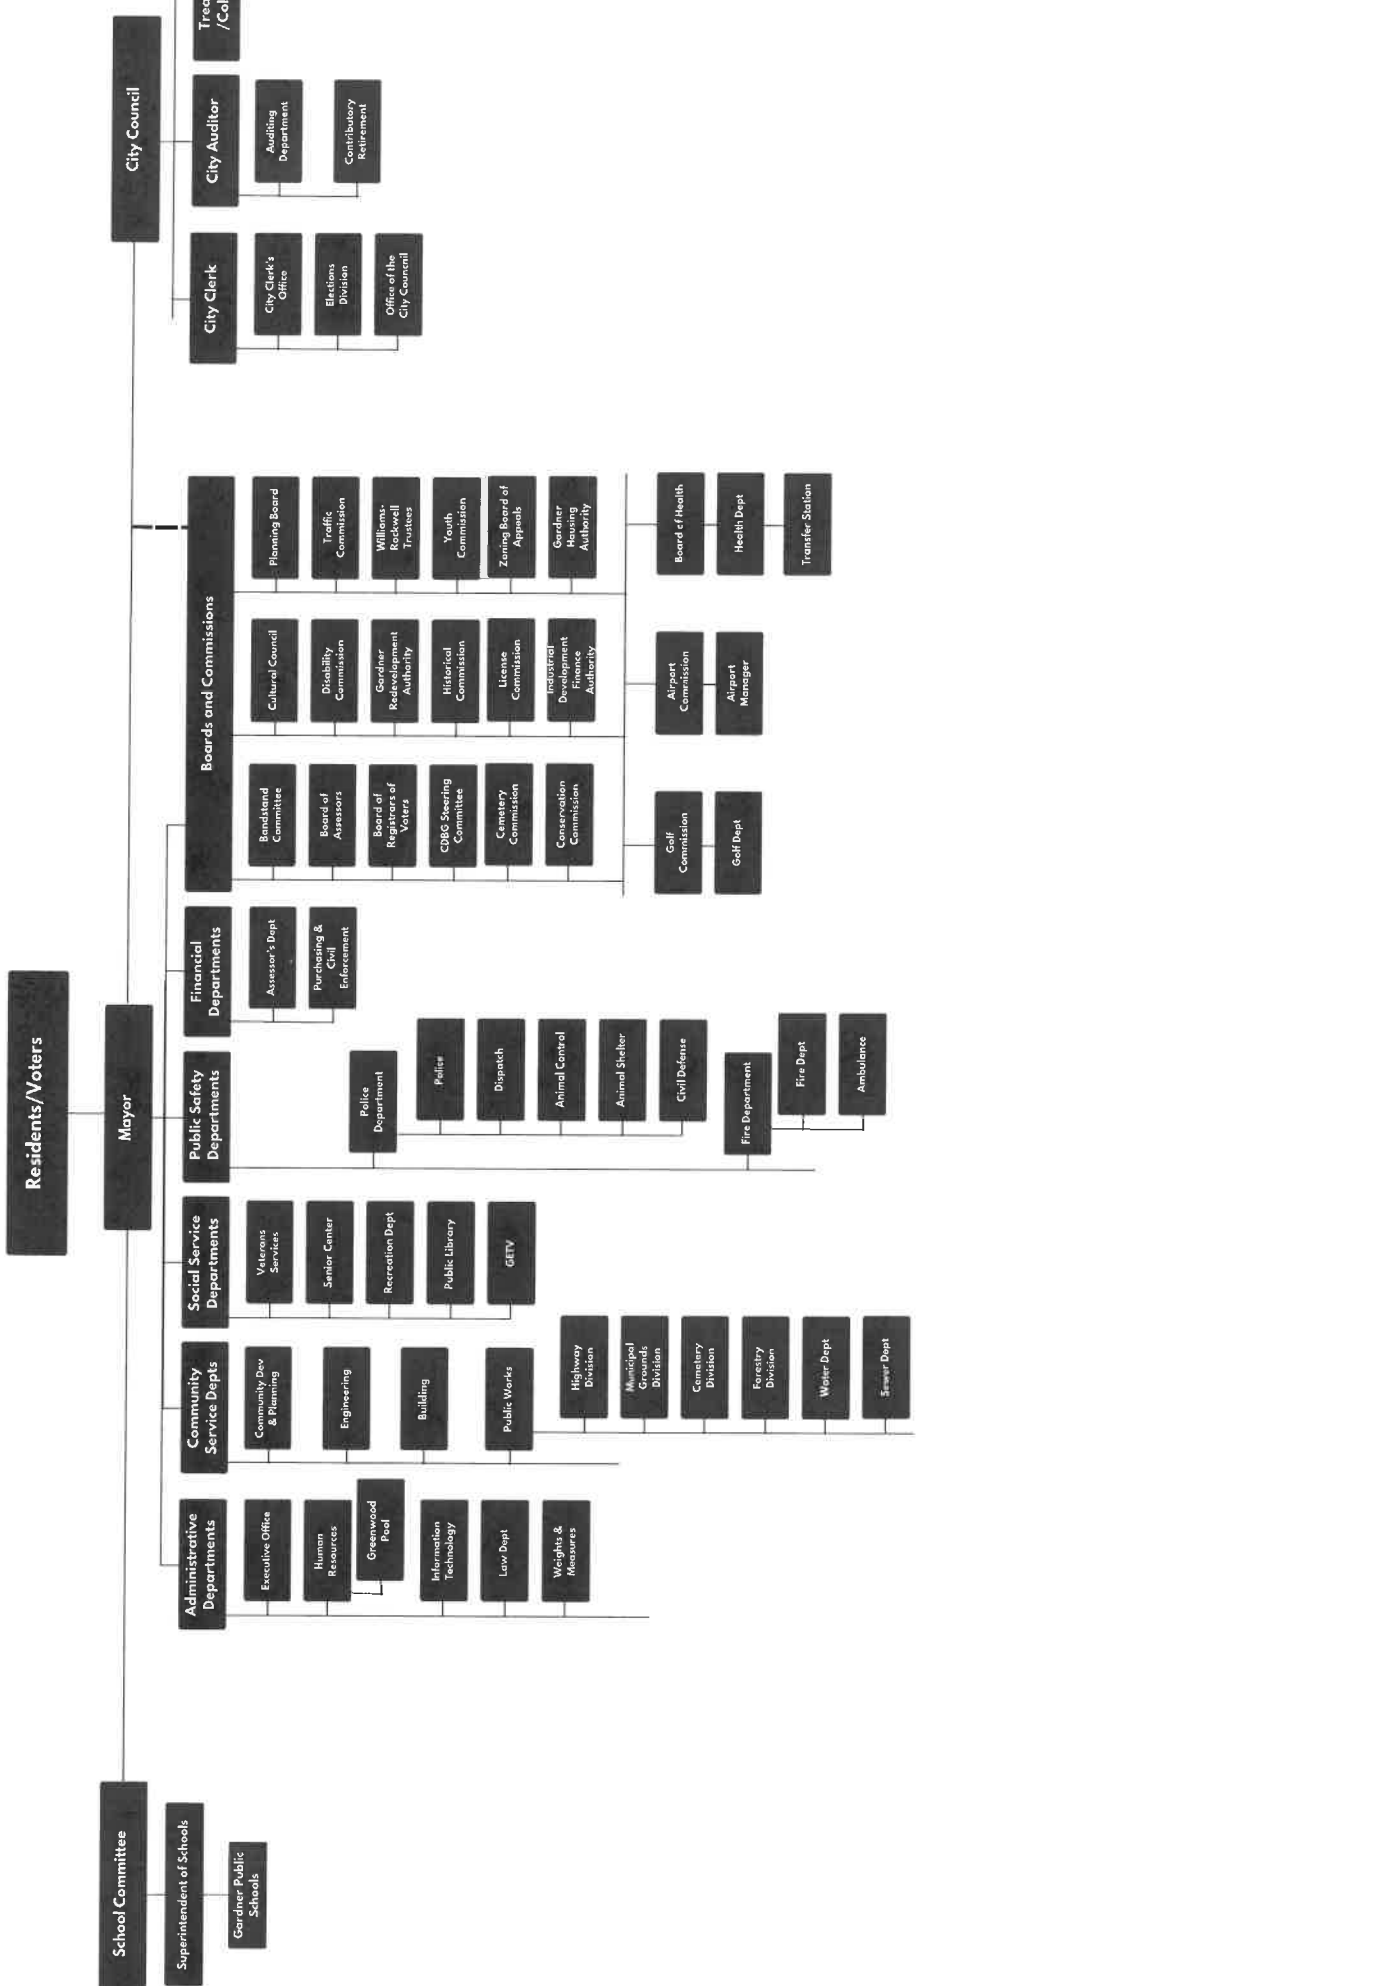 Residents/Voters
School Committee
Superintendent of Schools
Gardner Public
Schools
Mayor
Administrative
Departments
Executive Office
Human
Resources
Greenwood
Pool
Information
Technology
Law Dept
Weights &
Measures
Community
Service Depts
Community Dev
& Planning
Engineering
Building
Public Works
Highway
Division
Municipal
Grounds
Division
Cemetery
Division
Forestry
Division
Water Dept
Sewer Dept
Social Service
Departments
Veterans
Services
Senior Center
Recreation Dept
Public Library
GETV
Public Safety
Departments
Police
Department
Police
Dispatch
Animal Control
Animal Shelter
Civil Defense
Fire Department
Fire Dept
Ambulance
Financial
Departments
Assessor's Dept
Purchasing &
Civil
Enforcement
Boards and Commissions
Bandstand
Committee
Board of
Assessors
Board of
Registrars of
Voters
CDBG Steering
Committee
Cemetery
Commission
Conservation
Commission
Cultural Council
Disability
Commission
Gardner
Redevelopment
Authority
Historical
Commission
License
Commission
Industrial
Development
Finance
Authority
Planning Board
Traffic
Commission
Williams-
Rockwell
Trustees
Youth
Commission
Zoning Board of
Appeals
Gardner
Housing
Authority
Golf
Commission
Golf Dept
Airport
Commission
Airport
Manager
Board of Health
Health Dept
Transfer Station
City Council
City Clerk
City Clerk's
Office
Elections
Division
Office of the
City Councnil
City Auditor
Auditing
Department
Contributory
Retirement